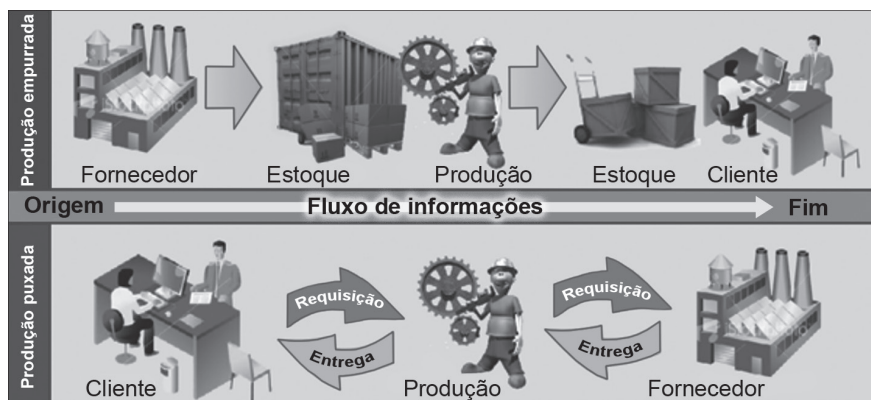 Produção empurrada
Fornecedor
Estoque
Produção
Estoque
Cliente
Origem
Fluxo de informações
Fim
Produção puxada
Requisição
Entrega
Requisição
Entrega
Cliente
Produção
Fornecedor